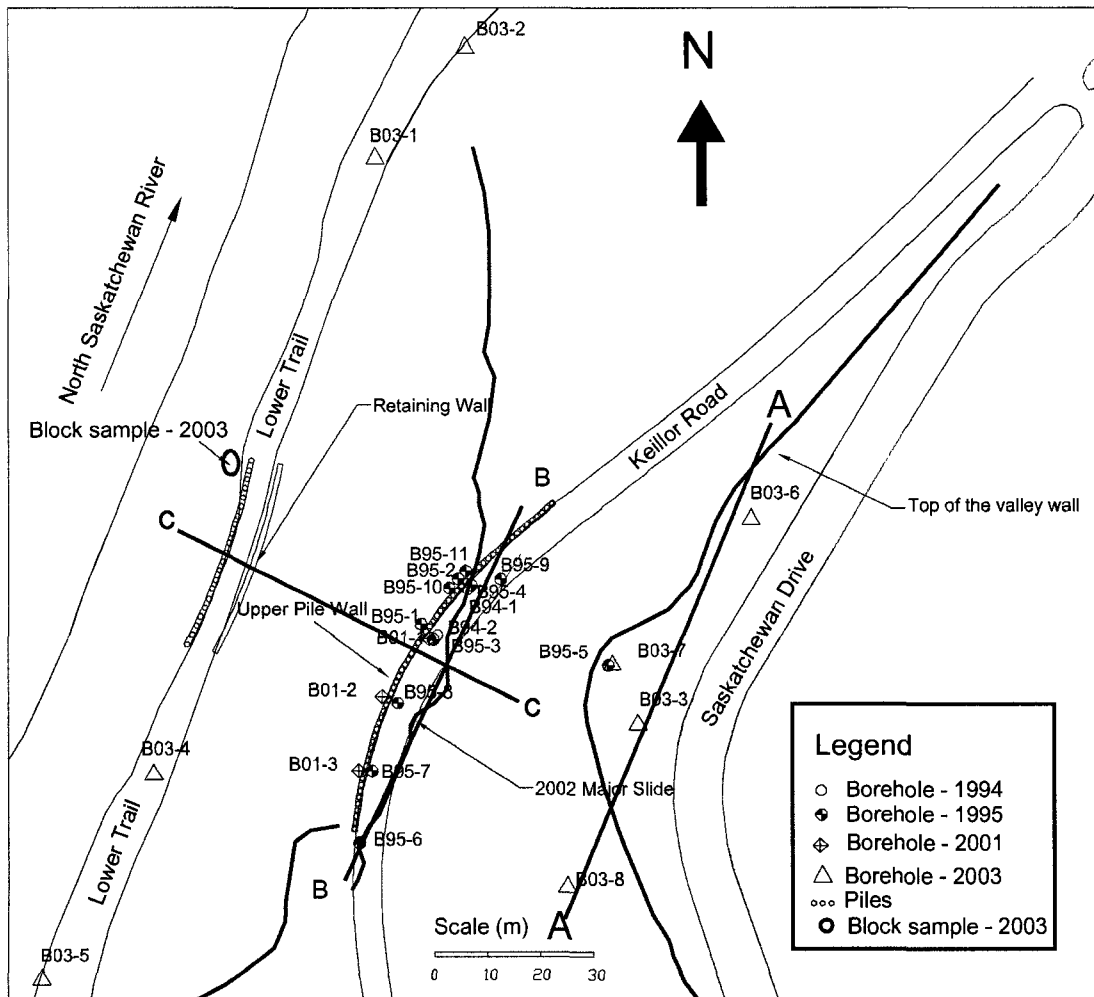 B03-2
N
B03-1
North Saskatchewan River
Lower Trail
Retaining Wall
Block sample - 2003
Keillor Road
A
B03-6
Top of the valley wall
B
C
B95-11
B95-2
B95-9
B95-10
B95-4
B94-1
Upper Pile Wall
B95-1
B94-2
B95-3
B95-5
B03-7
Saskatchewan Drive
B01-2
C
B03-3
B03-4
B01-3
B95-7
2002 Major Slide
B95-6
Lower Trail
B
B03-8
A
B03-5
Scale (m)
0 10 20 30
Legend
Borehole - 1994
Borehole - 1995
Borehole - 2001
Borehole - 2003
Piles
Block sample - 2003